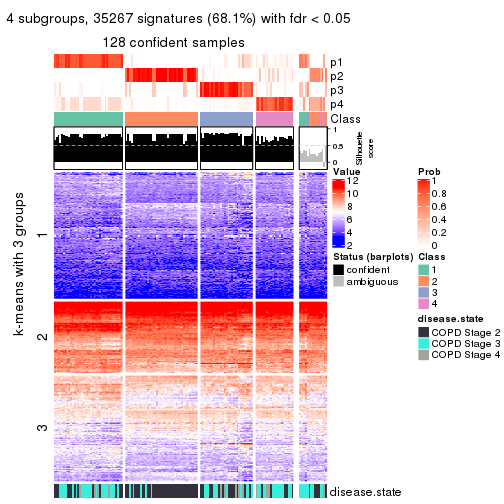 4 subgroups, 35267 signatures (68.1%) with fdr < 0.05
128 confident samples
p1
p2
p3
p4
Class
1
0.5
0
Silhouette
score
k-means with 3 groups
1
2
3
disease.state
Value
12
10
8
6
4
2
Prob
1
0.8
0.6
0.4
0.2
0
Status (barplots)
confident
ambiguous
Class
1
2
3
4
disease.state
COPD Stage 2
COPD Stage 3
COPD Stage 4